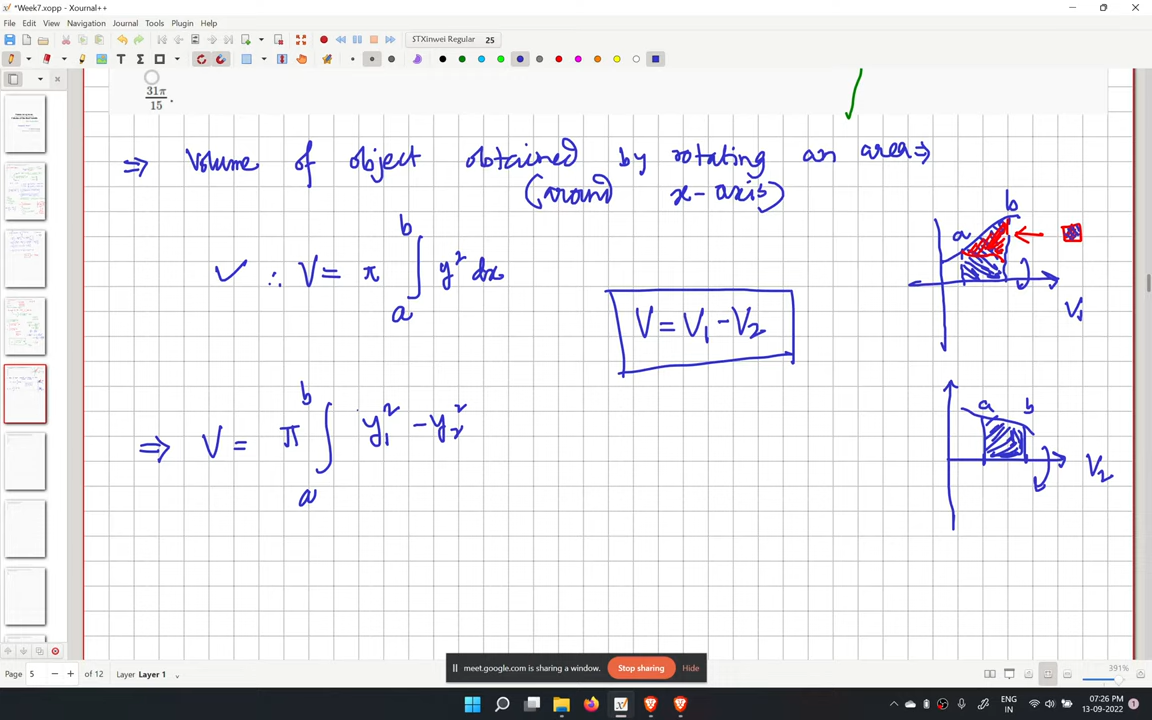 *Week7.xopp - Xournal++
File Edit View Navigation Journal Tools Plugin Help
STXinwei Regular 25
31π
15 .
⇒ Volume of object obtained by rotating an area⇒
(around x-axis)
b
a
✓ ∴ V = π ∫ y² dx
b
a
V₁
V = V₁ - V₂
b
⇒ V = π ∫ y₁² - y₂²
a
a b
V₂
meet.google.com is sharing a window. Stop sharing Hide
Page 5 of 12 Layer Layer 1
391%
ENG
IN
07:26 PM
13-09-2022